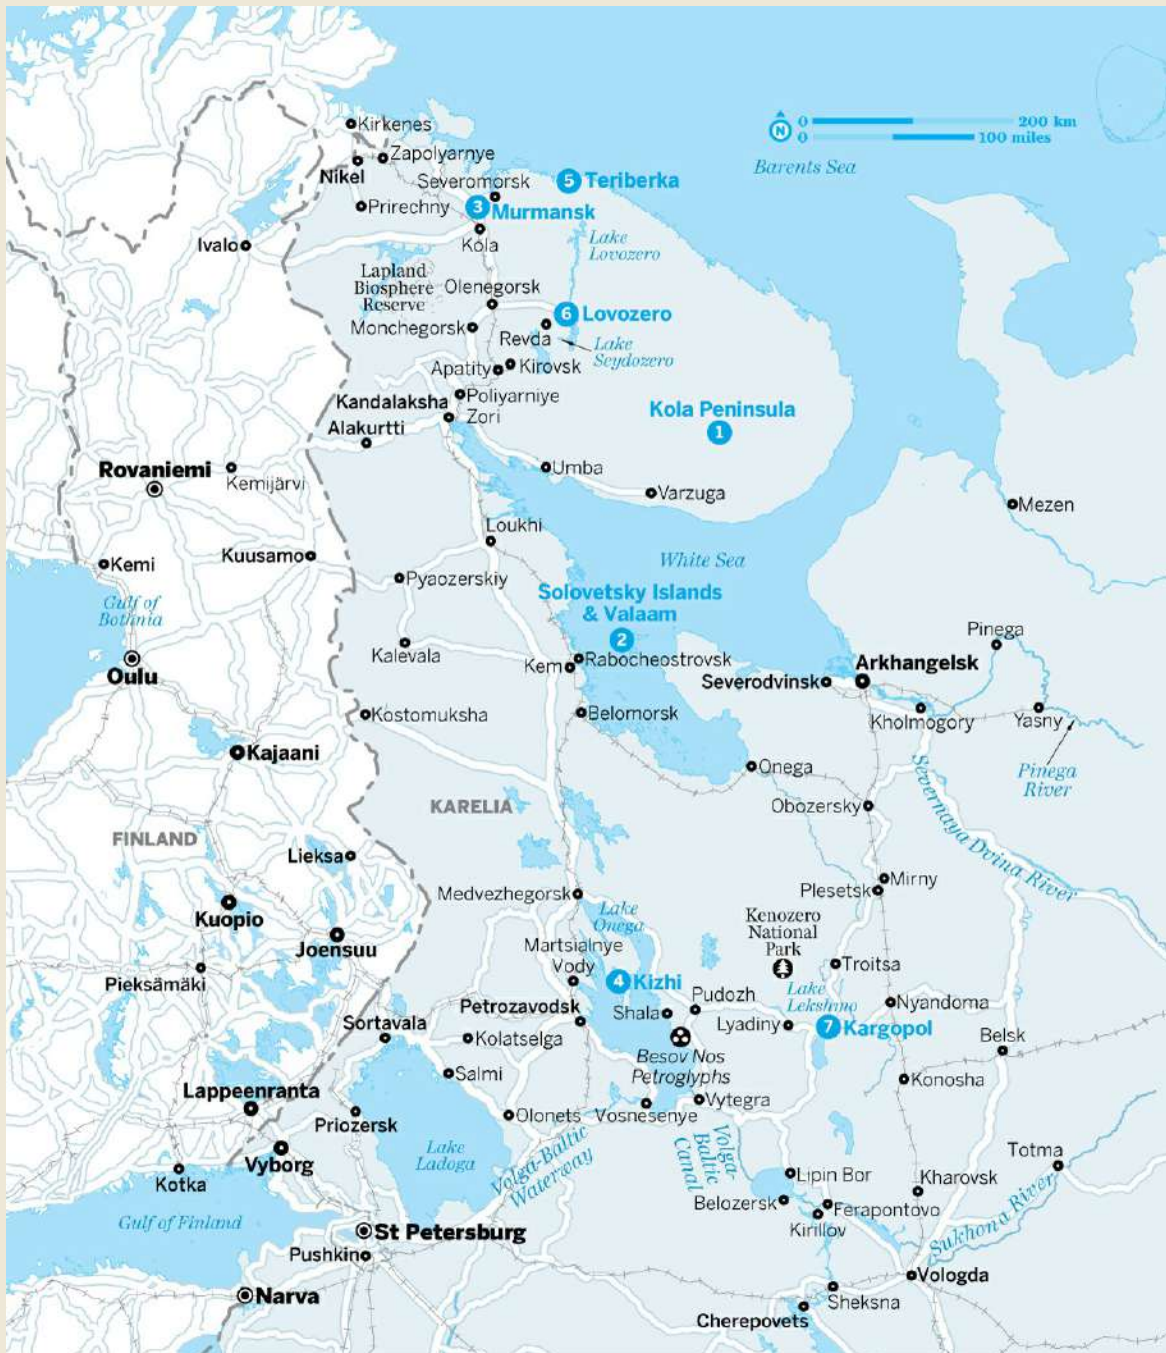 Kirkenes
N
0 200 km
0 100 miles
Zapolyarnye
Barents Sea
Nikel
Severomorsk
5 Teriberka
Prirechny
3 Murmansk
Ivalo
Kola
Lake
Lovozero
Lapland
Biosphere
Reserve
Olenegorsk
6 Lovozero
Monchegorsk
Revda
Lake
Seydozero
Apatity
Kirovsk
Poliyarniye
Zori
Kandalaksha
Kola Peninsula
1
Alakurtti
Rovaniemi
Kemijärvi
Umba
Varzuga
Mezen
Loukhi
Kemi
Kuusamo
White Sea
Pyaozerskiy
Gulf of
Bothnia
Solovetsky Islands
& Valaam
2
Pinega
Kalevala
Oulu
Kem
Rabocheostrovsk
Arkhangelsk
Severodvinsk
Kostomuksha
Belomorsk
Kholmogory
Yasny
Kajaani
Onega
Pinega
River
KARELIA
Obozersky
Severnaya Dvina River
FINLAND
Lieksa
Mirny
Plesetsk
Medvezhegorsk
Kuopio
Lake
Onega
Kenozero
National
Park
Joensuu
Martsialnye
Vody
Troitsa
Pieksämäki
4 Kizhi
Lake
Lekshmo
Pudozh
Nyandoma
Petrozavodsk
Shala
Lyadiny
7 Kargopol
Sortavala
Kolatselga
Belsk
Besov Nos
Petroglyphs
Salmi
Konosha
Lappeenranta
Vytegra
Priozersk
Olonets
Vosnesenye
Lake
Ladoga
Volga-Baltic
Waterway
Volga-
Baltic
Canal
Totma
Vyborg
Kotka
Lipin Bor
Kharovsk
Belozersk
Ferapontovo
Kirillov
Sukhona River
Gulf of Finland
St Petersburg
Pushkin
Vologda
Narva
Sheksna
Cherepovets